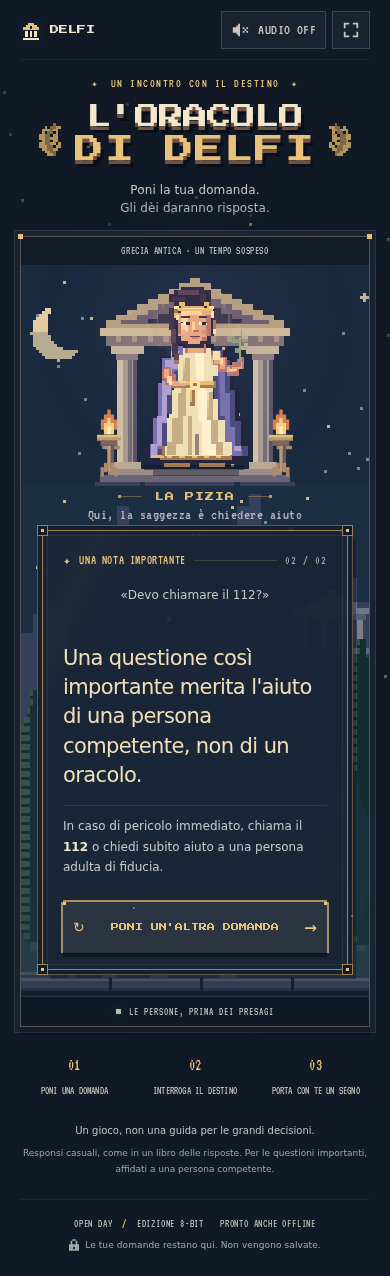 DELFI
AUDIO OFF
✦ UN INCONTRO CON IL DESTINO ✦
L'ORACOLO
DI DELFI
Poni la tua domanda.
Gli dèi daranno risposta.
GRECIA ANTICA · UN TEMPO SOSPESO
LA PIZIA
Qui, la saggezza è chiedere aiuto
✦ UNA NOTA IMPORTANTE 02 / 02
«Devo chiamare il 112?»
Una questione così
importante merita l'aiuto
di una persona
competente, non di un
oracolo.
In caso di pericolo immediato, chiama il
112 o chiedi subito aiuto a una persona
adulta di fiducia.
↻ PONI UN'ALTRA DOMANDA →
LE PERSONE, PRIMA DEI PRESAGI
01 02 03
PONI UNA DOMANDA INTERROGA IL DESTINO PORTA CON TE UN SEGNO
Un gioco, non una guida per le grandi decisioni.
Responsi casuali, come in un libro delle risposte. Per le questioni importanti,
affidati a una persona competente.
OPEN DAY / EDIZIONE 8-BIT PRONTO ANCHE OFFLINE
Le tue domande restano qui. Non vengono salvate.